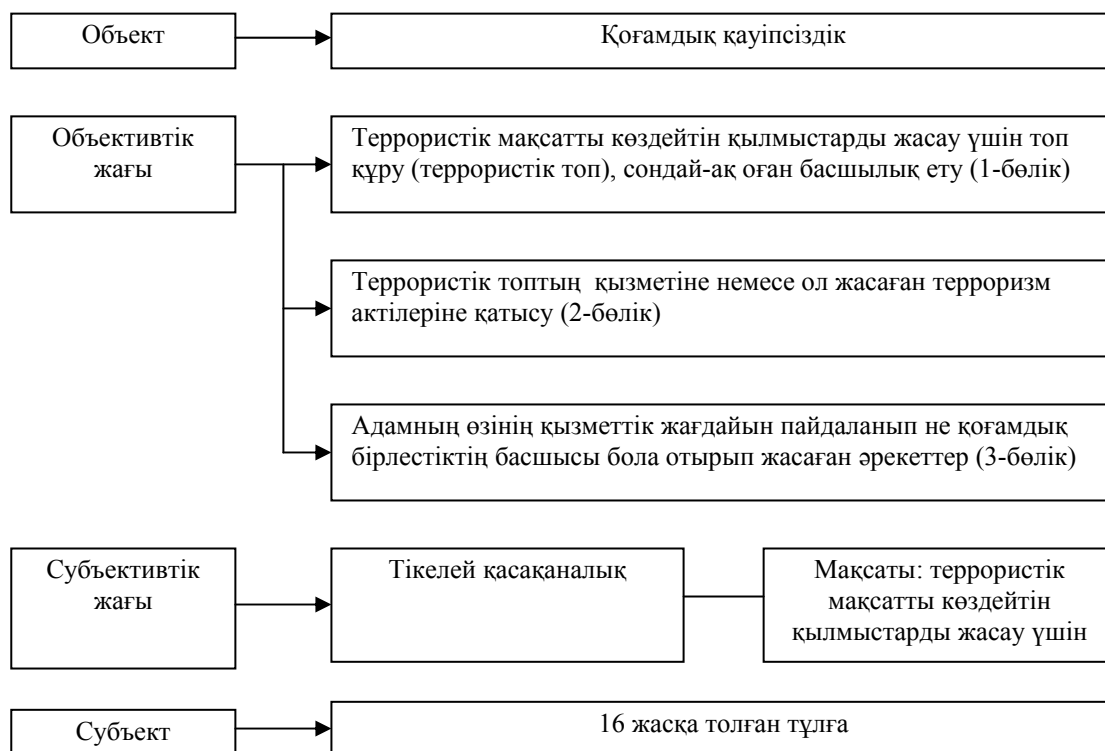 Объект
Қоғамдық қауіпсіздік
Объективтік
жағы
Террористік мақсатты көздейтін қылмыстарды жасау үшін топ
құру (террористік топ), сондай-ақ оған басшылық ету (1-бөлік)
Террористік топтың қызметіне немесе ол жасаған терроризм
актілеріне қатысу (2-бөлік)
Адамның өзінің қызметтік жағдайын пайдаланып не қоғамдық
бірлестіктің басшысы бола отырып жасаған әрекеттер (3-бөлік)
Субъективтік
жағы
Тікелей қасақаналық
Мақсаты: террористік
мақсатты көздейтін
қылмыстарды жасау үшін
Субъект
16 жасқа толған тұлға